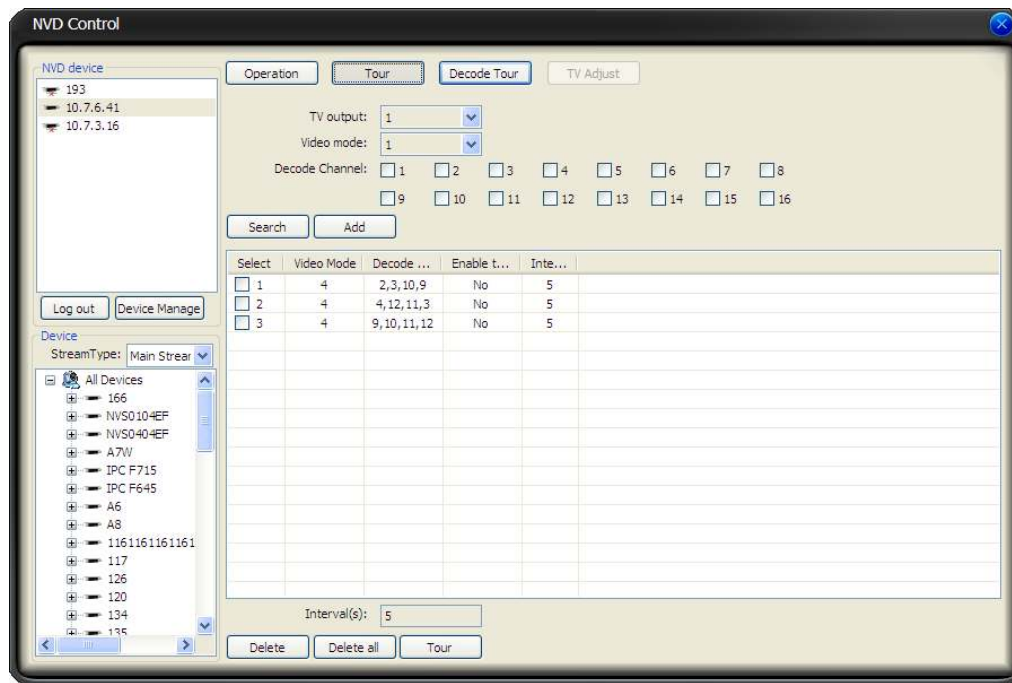 NVD Control
NVD device
193
10.7.6.41
10.7.3.16
Log out Device Manage
Device
StreamType: Main Strear
All Devices
166
NVS0104EF
NVS0404EF
A7W
IPC F715
IPC F645
A6
A8
1161161161161
117
126
120
134
135
Operation Tour Decode Tour TV Adjust
TV output: 1
Video mode: 1
Decode Channel: 1 2 3 4 5 6 7 8
9 10 11 12 13 14 15 16
Search Add
Select Video Mode Decode ... Enable t... Inte...
1 4 2,3,10,9 No 5
2 4 4,12,11,3 No 5
3 4 9,10,11,12 No 5
Interval(s): 5
Delete Delete all Tour